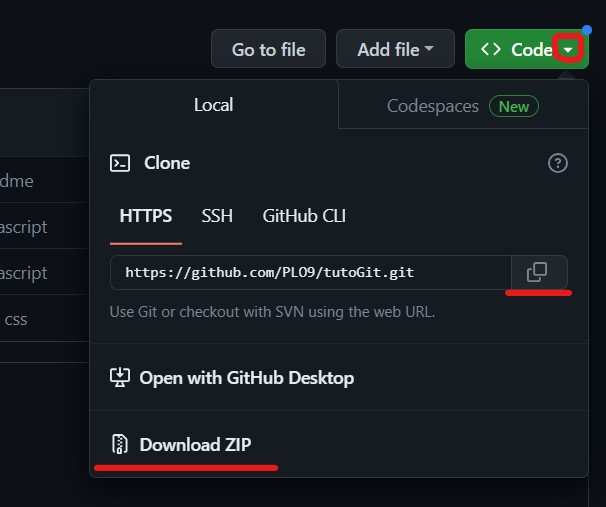 Go to file
Add file
Code
Local
Codespaces New
Clone
HTTPS SSH GitHub CLI
https://github.com/PLO9/tutoGit.git
Use Git or checkout with SVN using the web URL.
Open with GitHub Desktop
Download ZIP
dme
ascript
ascript
css